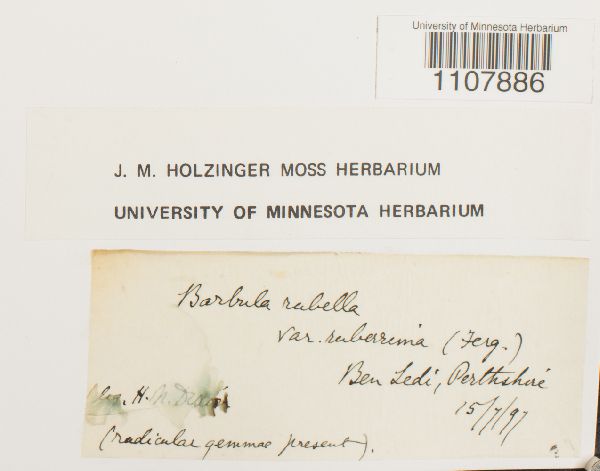 University of Minnesota Herbarium
1107886
J. M. HOLZINGER MOSS HERBARIUM
UNIVERSITY OF MINNESOTA HERBARIUM
Barbula rubella
var. ruberrima (Ferg.)
Ben Ledi, Perthshire
15/7/97
H. N. Dixon
(radicular gemmae present).